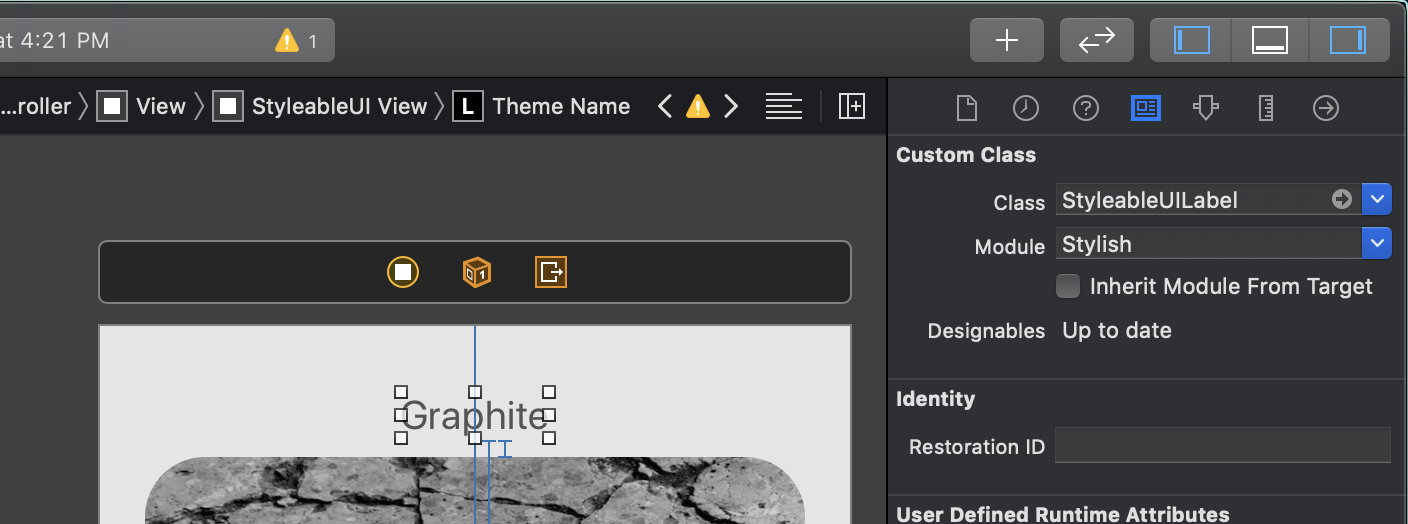 at 4:21 PM 1
...roller View StyleableUI View L Theme Name
Custom Class
Class StyleableUILabel
Module Stylish
Inherit Module From Target
Designables Up to date
Graphite
Identity
Restoration ID
User Defined Runtime Attributes